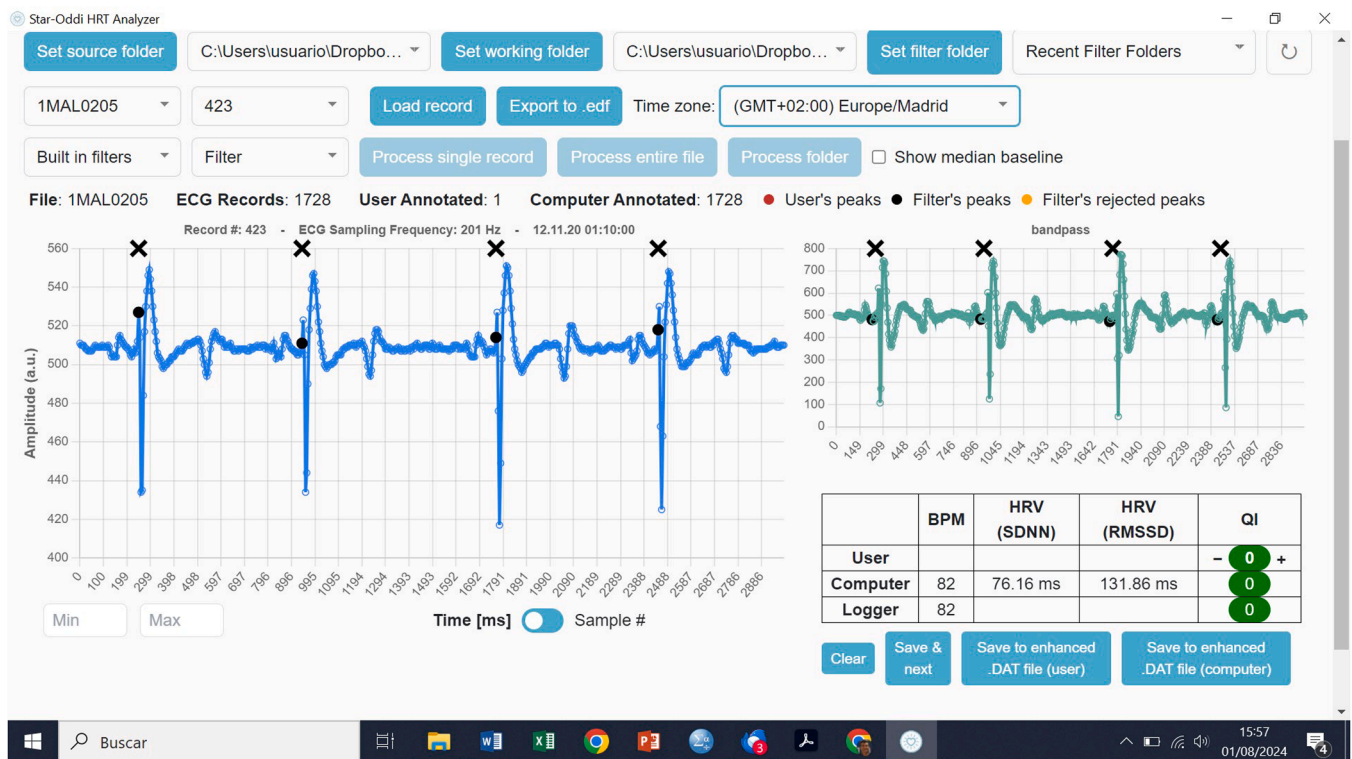 Star-Oddi HRT Analyzer
Set source folder C:\Users\usuario\Dropbo... Set working folder C:\Users\usuario\Dropbo... Set filter folder Recent Filter Folders
1MAL0205 423 Load record Export to .edf Time zone: (GMT+02:00) Europe/Madrid
Built in filters Filter Process single record Process entire file Process folder Show median baseline
File: 1MAL0205 ECG Records: 1728 User Annotated: 1 Computer Annotated: 1728 User's peaks Filter's peaks Filter's rejected peaks
Record #: 423 - ECG Sampling Frequency: 201 Hz - 12.11.20 01:10:00
560
540
520
500
480
460
440
420
400
Amplitude (a.u.)
0 100 199 299 398 498 597 697 796 896 995 1095 1194 1294 1393 1493 1592 1692 1791 1891 1990 2090 2189 2289 2388 2488 2587 2687 2786 2886
Min Max Time [ms] Sample #
bandpass
800
700
600
500
400
300
200
100
0
0 149 299 448 597 746 896 1045 1194 1343 1493 1642 1791 1940 2090 2239 2388 2537 2687 2836
BPM HRV (SDNN) HRV (RMSSD) QI
User - 0 +
Computer 82 76.16 ms 131.86 ms 0
Logger 82 0
Clear Save & next Save to enhanced .DAT file (user) Save to enhanced .DAT file (computer)
Buscar
3
15:57
01/08/2024
4